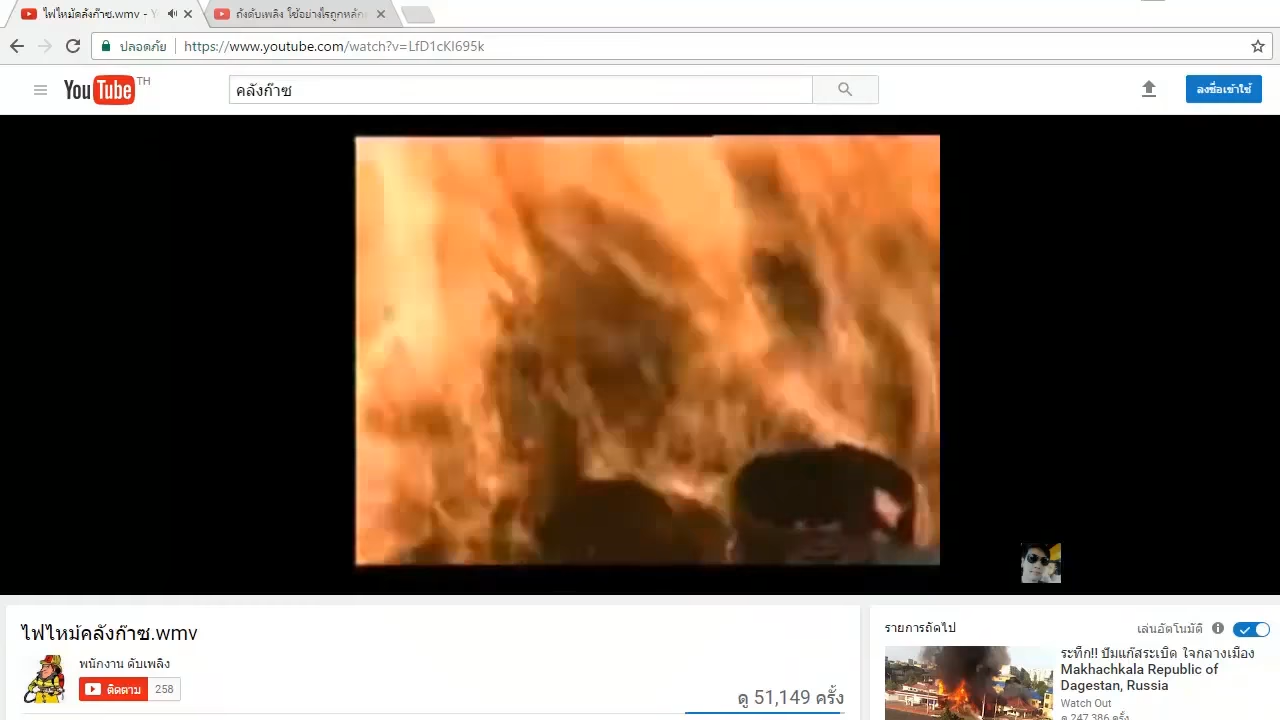 ไฟไหม้คลังก๊าซ.wmv - Y
ถังดับเพลิง ใช้อย่างไรถูกหลัก
ปลอดภัย
https://www.youtube.com/watch?v=LfD1cKI695k
YouTube TH
คลังก๊าซ
ลงชื่อเข้าใช้
ไฟไหม้คลังก๊าซ.wmv
พนักงาน ดับเพลิง
ติดตาม 258
ดู 51,149 ครั้ง
รายการถัดไป
เล่นอัตโนมัติ
ระทึก!! ปั๊มแก๊สระเบิด ใจกลางเมือง
Makhachkala Republic of
Dagestan, Russia
Watch Out
ดู 247,386 ครั้ง